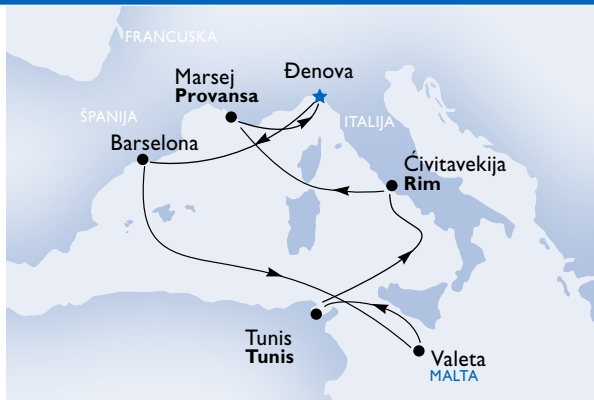 FRANCUSKA
Đenova
Marsej
Provansa
ŠPANIJA
ITALIJA
Barselona
Ćivitavekija
Rim
Tunis
Tunis
Valeta
MALTA